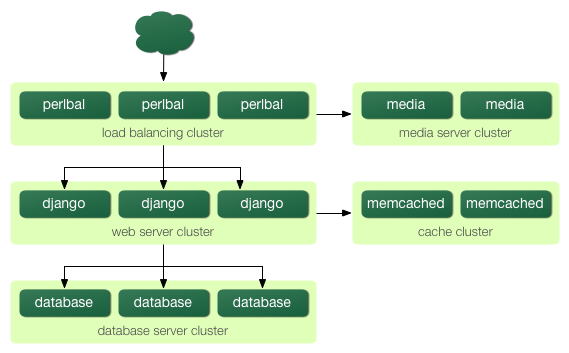 perlbal perlbal perlbal
load balancing cluster
media media
media server cluster
django django django
web server cluster
memcached memcached
cache cluster
database database database
database server cluster